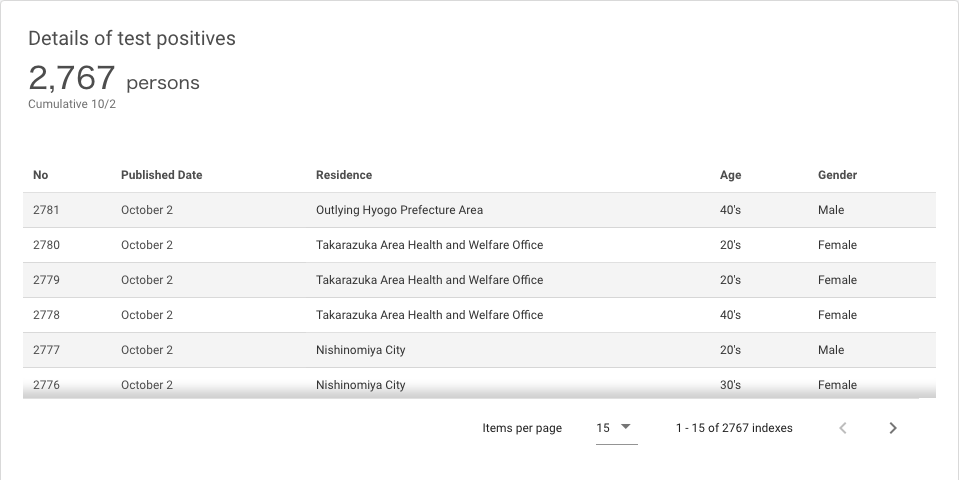 Details of test positives
2,767 persons
Cumulative 10/2
No Published Date Residence Age Gender
2781 October 2 Outlying Hyogo Prefecture Area 40's Male
2780 October 2 Takarazuka Area Health and Welfare Office 20's Female
2779 October 2 Takarazuka Area Health and Welfare Office 20's Female
2778 October 2 Takarazuka Area Health and Welfare Office 40's Female
2777 October 2 Nishinomiya City 20's Male
2776 October 2 Nishinomiya City 30's Female
Items per page 15 1 - 15 of 2767 indexes